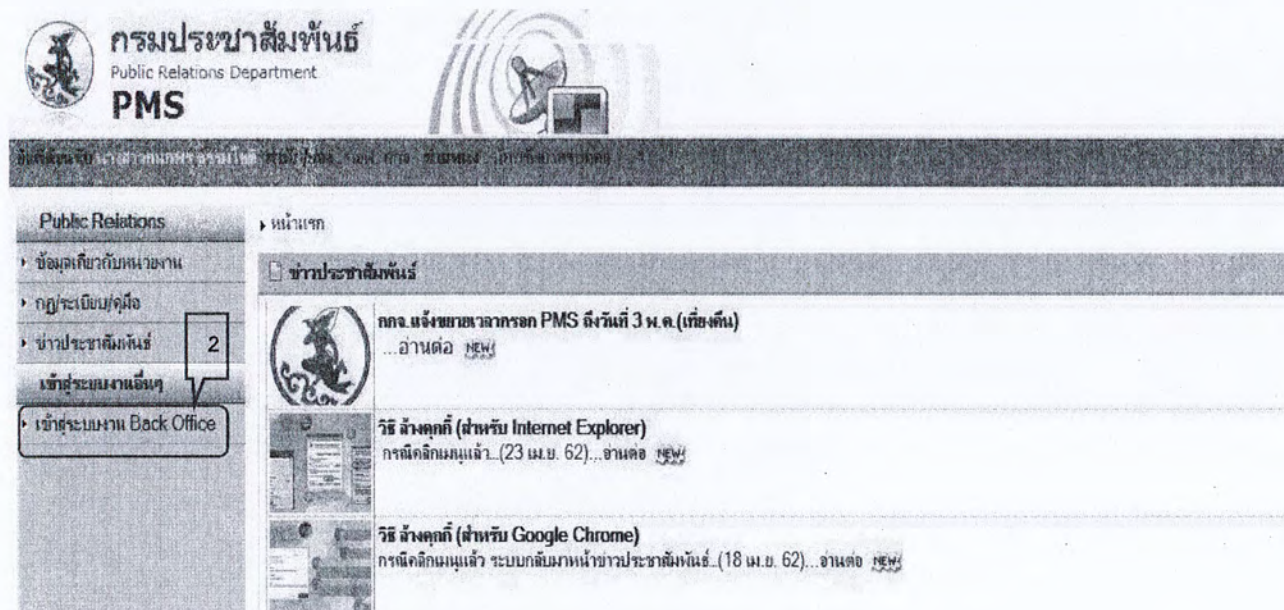 กรมประชาสัมพันธ์
Public Relations Department
PMS
ยินดีต้อนรับ
Public Relations
ข้อมูลเกี่ยวกับหน่วยงาน
กฎ/ระเบียบ/คู่มือ
ข่าวประชาสัมพันธ์
2
เข้าสู่ระบบงานอื่นๆ
เข้าสู่ระบบงาน Back Office
หน้าแรก
ข่าวประชาสัมพันธ์
กกจ.แจ้งขยายเวลากรอก PMS ถึงวันที่ 3 พ.ค.(เที่ยงคืน)
...อ่านต่อ NEW
วิธี ล้างคุกกี้ (สำหรับ Internet Explorer)
กรณีคลิกเมนูแล้ว...(23 เม.ย. 62)...อ่านต่อ NEW
วิธี ล้างคุกกี้ (สำหรับ Google Chrome)
กรณีคลิกเมนูแล้ว ระบบกลับมาหน้าข่าวประชาสัมพันธ์...(18 เม.ย. 62)...อ่านต่อ NEW